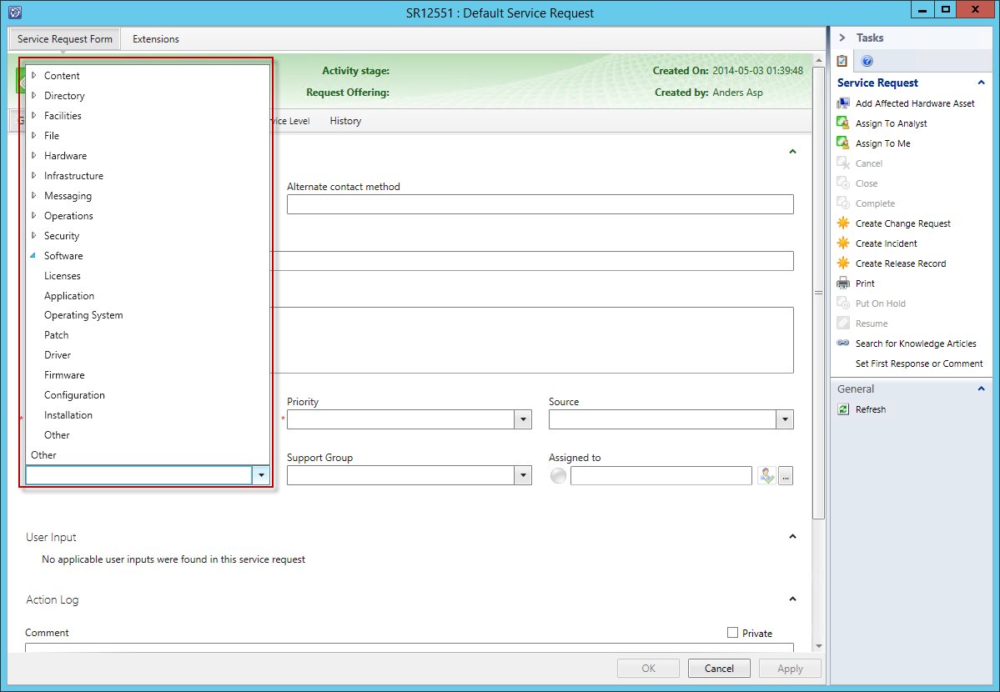 SR12551 : Default Service Request
Service Request Form
Extensions
Activity stage:
Request Offering:
Created On: 2014-05-03 01:39:48
Created by: Anders Asp
G
ice Level
History
Content
Directory
Facilities
File
Hardware
Infrastructure
Messaging
Operations
Security
Software
Licenses
Application
Operating System
Patch
Driver
Firmware
Configuration
Installation
Other
Other
Alternate contact method
* Priority
Source
Support Group
Assigned to
...
User Input
No applicable user inputs were found in this service request
Action Log
Comment
Private
OK
Cancel
Apply
Tasks
Service Request
Add Affected Hardware Asset
Assign To Analyst
Assign To Me
Cancel
Close
Complete
Create Change Request
Create Incident
Create Release Record
Print
Put On Hold
Resume
Search for Knowledge Articles
Set First Response or Comment
General
Refresh